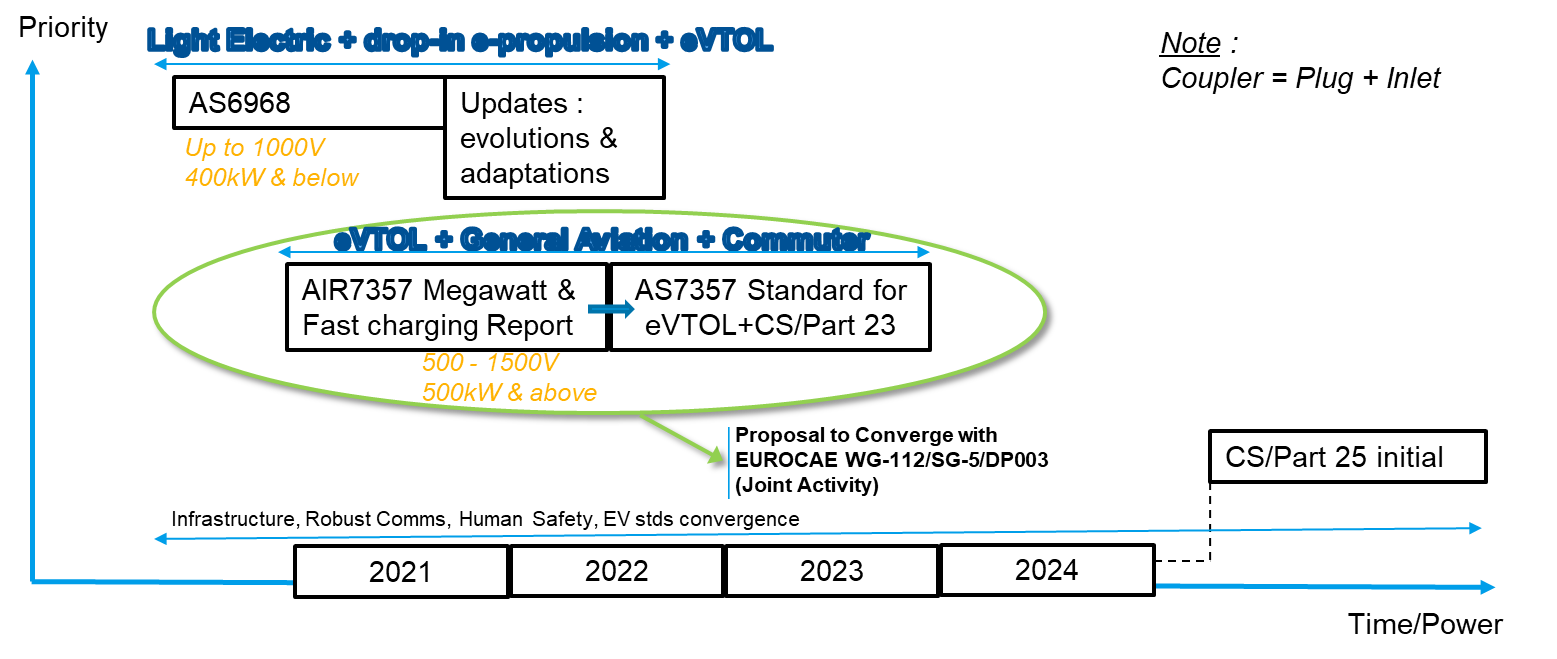 Priority
Light Electric + drop-in e-propulsion + eVTOL
Note :
Coupler = Plug + Inlet
AS6968
Updates :
evolutions &
adaptations
Up to 1000V
400kW & below
eVTOL + General Aviation + Commuter
AIR7357 Megawatt &
Fast charging Report
AS7357 Standard for
eVTOL+CS/Part 23
500 - 1500V
500kW & above
Proposal to Converge with
EUROCAE WG-112/SG-5/DP003
(Joint Activity)
CS/Part 25 initial
Infrastructure, Robust Comms, Human Safety, EV stds convergence
2021
2022
2023
2024
Time/Power